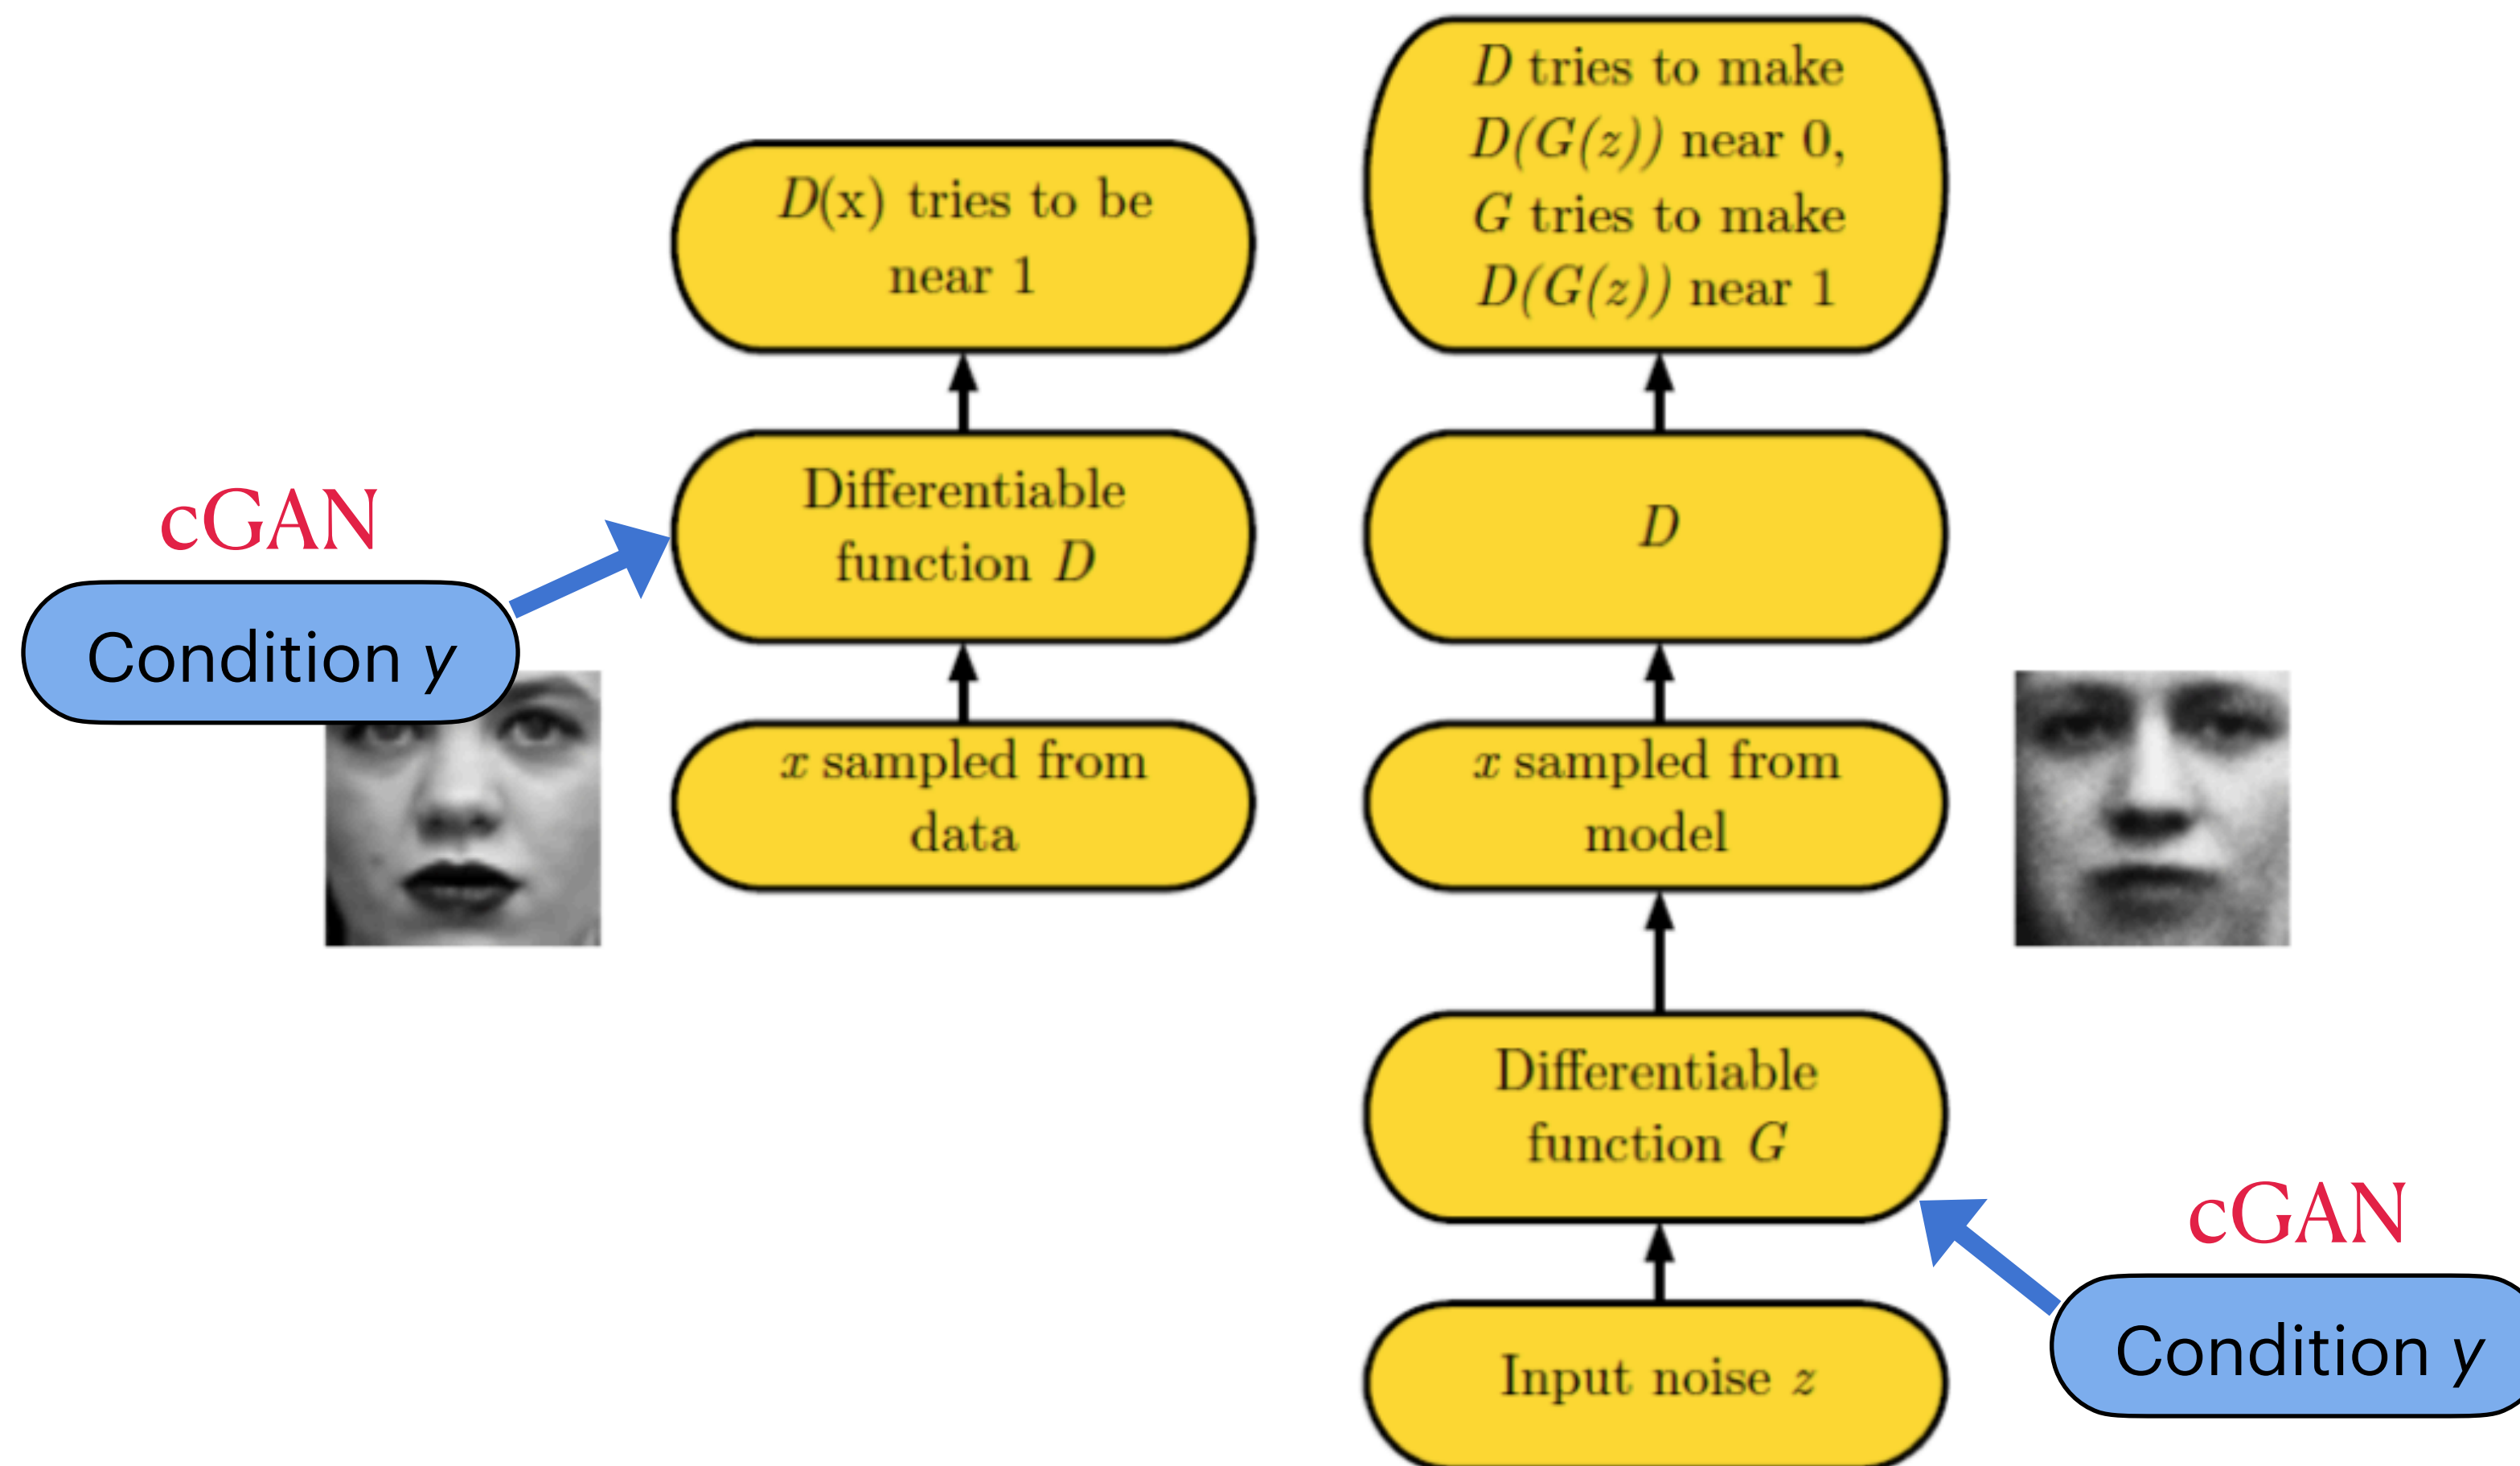 D tries to make
D(G(z)) near 0,
G tries to make
D(G(z)) near 1
D(x) tries to be
near 1
cGAN
Condition y
Differentiable
function D
D
x sampled from
data
x sampled from
model
Differentiable
function G
cGAN
Condition y
Input noise z